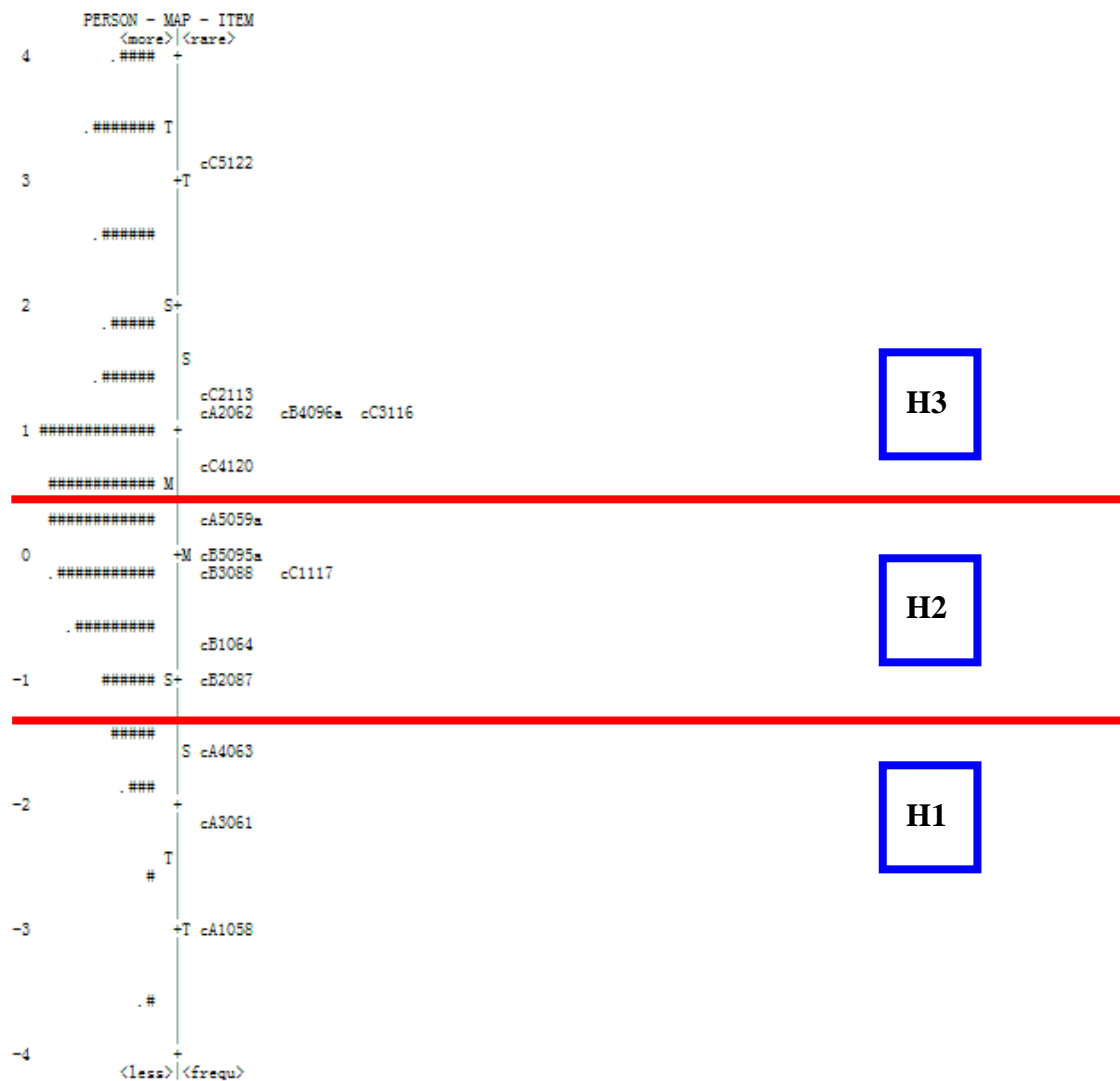 PERSON - MAP - ITEM
<more>|<rare>
4 .#### +
.####### T
cC5122
3 +T
.######
2 S+
.#####
S
.######
cC2113
cA2062 cB4096a cC3116
1 ############# +
cC4120
############ M
############ cA5059a
0 +M cB5095a
.########### cB3088 cC1117
.#########
cB1064
-1 ###### S+ cB2087
#####
S cA4063
.###
-2 +
cA3061
T
#
-3 +T cA1058
.#
-4 +
<less>|<frequ>
H3
H2
H1